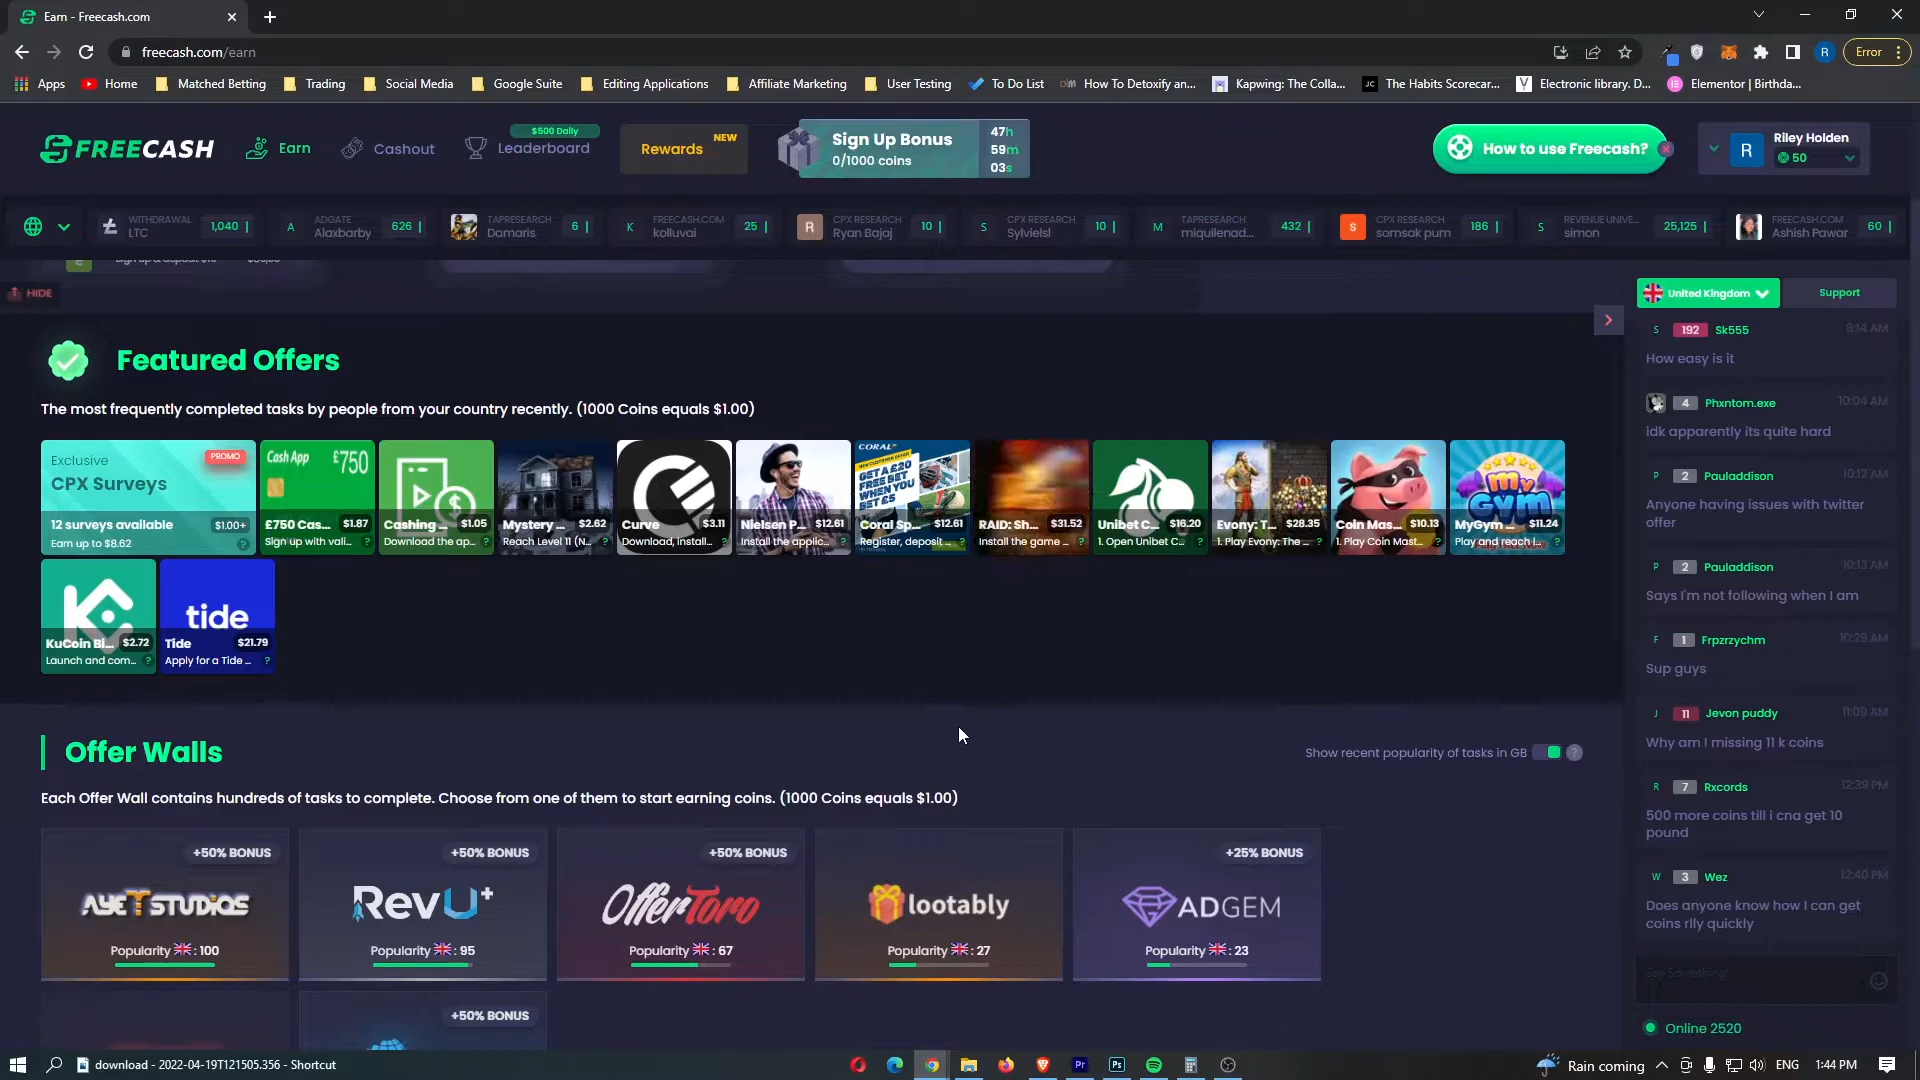 Earn - Freecash.com
freecash.com/earn
Error
Apps
Home
Matched Betting
Trading
Social Media
Google Suite
Editing Applications
Affiliate Marketing
User Testing
To Do List
How To Detoxify an...
Kapwing: The Colla...
The Habits Scorecar...
Electronic library. D...
Elementor | Birthda...
FREECASH
Earn
Cashout
$500 Daily
Leaderboard
Rewards
NEW
Sign Up Bonus
0/1000 coins
47h
59m
03s
How to use Freecash?
R
Riley Holden
50
WITHDRAWAL
LTC
1,040
A
ADGATE
Alaxbarby
626
TAPRESEARCH
Damaris
6
K
FREECASH.COM
kolluvai
25
R
CPX RESEARCH
Ryan Bajaj
10
S
CPX RESEARCH
Sylvielsl
10
M
TAPRESEARCH
miquilenad...
432
S
CPX RESEARCH
somsak pum
186
S
REVENUE UNIVE...
simon
25,125
FREECASH.COM
Ashish Pawar
60
HIDE
Featured Offers
The most frequently completed tasks by people from your country recently. (1000 Coins equals $1.00)
Exclusive
PROMO
CPX Surveys
12 surveys available
$1.00+
Earn up to $8.62
Cash App
£750
£750 Cas...
$1.87
Sign up with vali...
Cashing ...
$1.05
Download the ap...
Mystery ...
$2.62
Reach Level 11 (N...
Curve
$3.11
Download, install...
Nielsen P...
$12.61
Install the applic...
CORAL
NEW CUSTOMER OFFER
GET A £20
FREE BET
WHEN YOU
BET £5
Coral Sp...
$12.61
Register, deposit ...
RAID: Sh...
$31.52
Install the game ...
Unibet C...
$16.20
1. Open Unibet C...
Evony: T...
$28.35
1. Play Evony: The ...
Coin Mas...
$10.13
1. Play Coin Mast...
My
Gym
MyGym ...
$11.24
Play and reach l...
KuCoin Bi...
$2.72
Launch and com...
tide
Tide
$21.79
Apply for a Tide ...
Offer Walls
Show recent popularity of tasks in GB
Each Offer Wall contains hundreds of tasks to complete. Choose from one of them to start earning coins. (1000 Coins equals $1.00)
+50% BONUS
AYET STUDIOS
Popularity : 100
+50% BONUS
RevU+
Popularity : 95
+50% BONUS
OfferToro
Popularity : 67
lootably
Popularity : 27
+25% BONUS
ADGEM
Popularity : 23
+50% BONUS
United Kingdom
Support
S 192 Sk555 8:14 AM
How easy is it
4 Phxntom.exe 10:04 AM
idk apparently its quite hard
P 2 Pauladdison 10:12 AM
Anyone having issues with twitter
offer
P 2 Pauladdison 10:13 AM
Says I'm not following when I am
F 1 Frpzrzychm 10:29 AM
Sup guys
J 11 Jevon puddy 11:09 AM
Why am I missing 11 k coins
R 7 Rxcords 12:39 PM
500 more coins till i cna get 10
pound
W 3 Wez 12:40 PM
Does anyone know how I can get
coins rlly quickly
Say Something!
Online 2520
download - 2022-04-19T121505.356 - Shortcut
Rain coming
ENG
1:44 PM